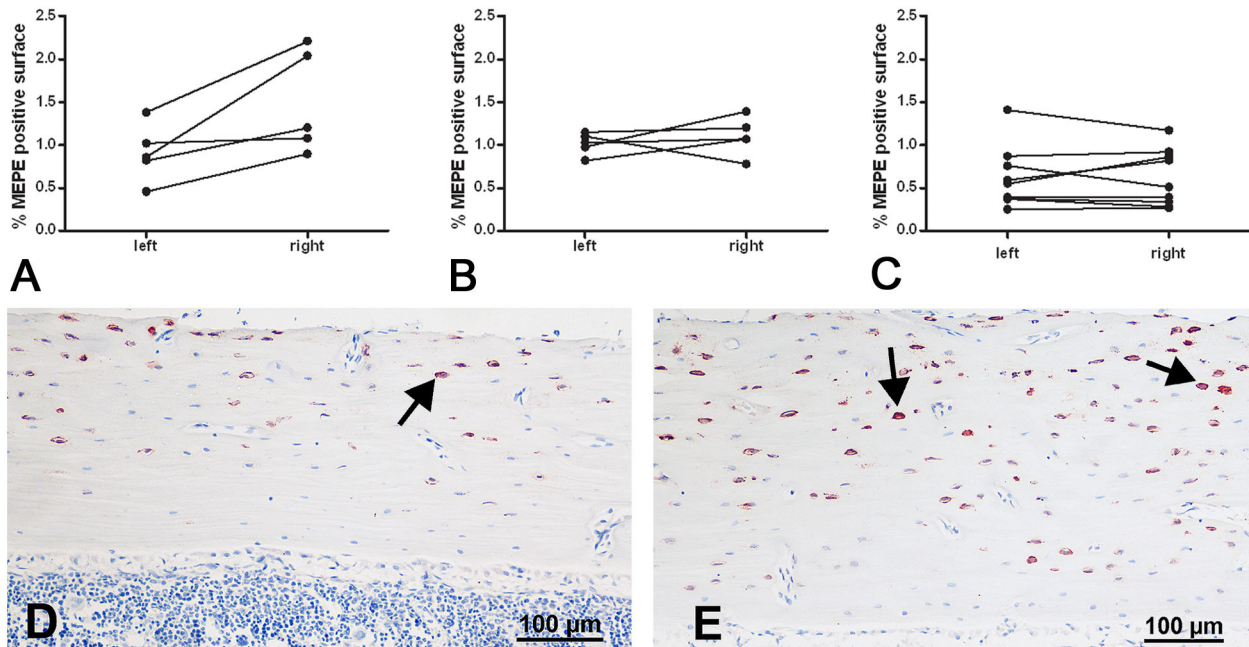 % MEPE positive surface
2.5
2.0
1.5
1.0
0.5
0.0
left
right
A
% MEPE positive surface
2.5
2.0
1.5
1.0
0.5
0.0
left
right
B
% MEPE positive surface
2.5
2.0
1.5
1.0
0.5
0.0
left
right
C
D
100 µm
E
100 µm